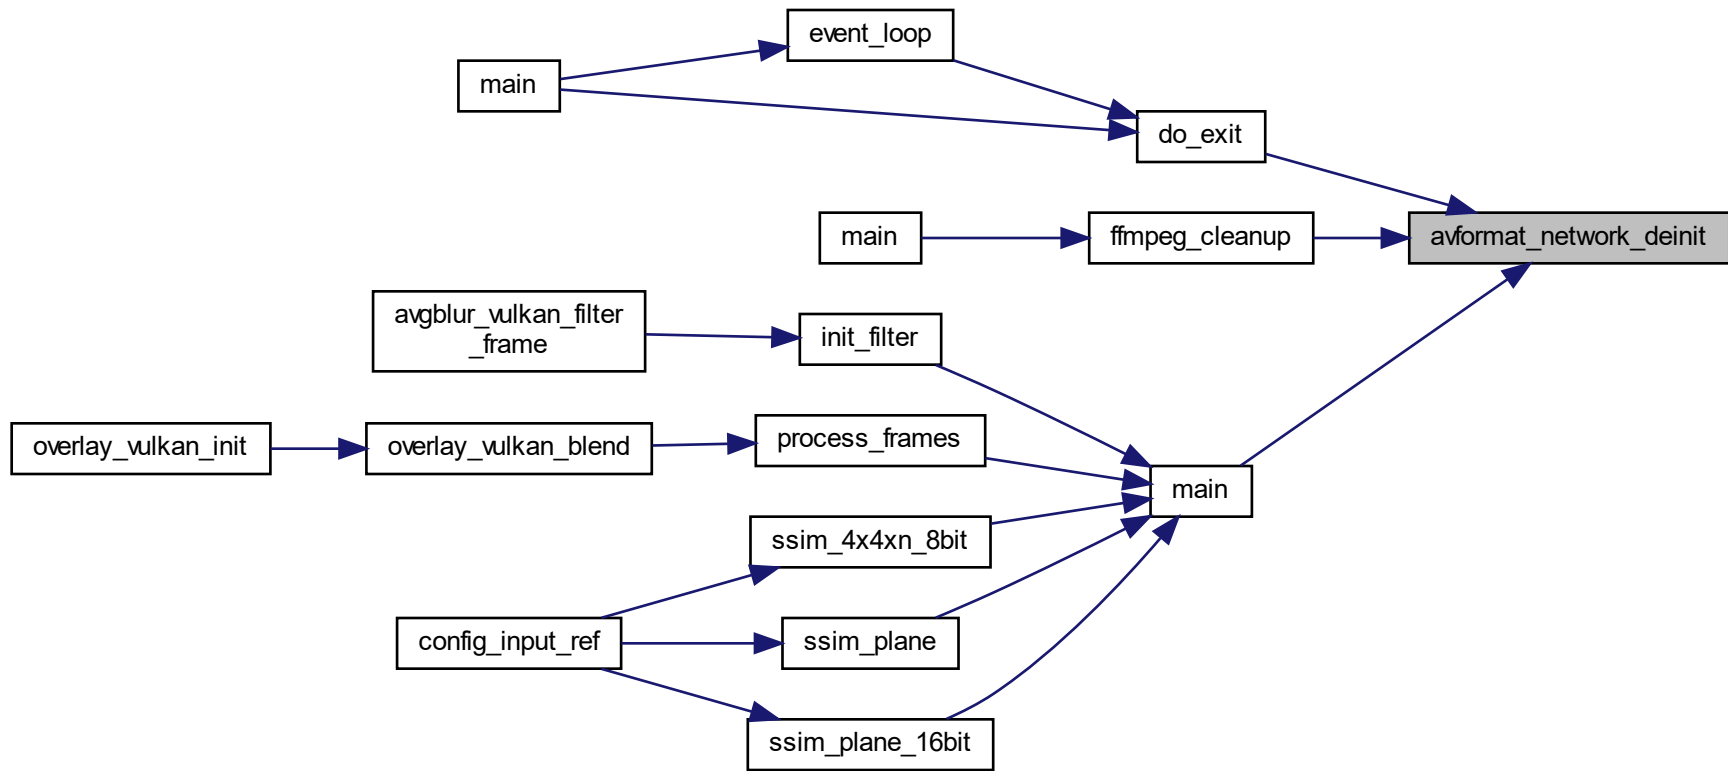 event_loop
main
do_exit
main
ffmpeg_cleanup
avformat_network_deinit
avgblur_vulkan_filter
_frame
init_filter
overlay_vulkan_init
overlay_vulkan_blend
process_frames
main
ssim_4x4xn_8bit
config_input_ref
ssim_plane
ssim_plane_16bit